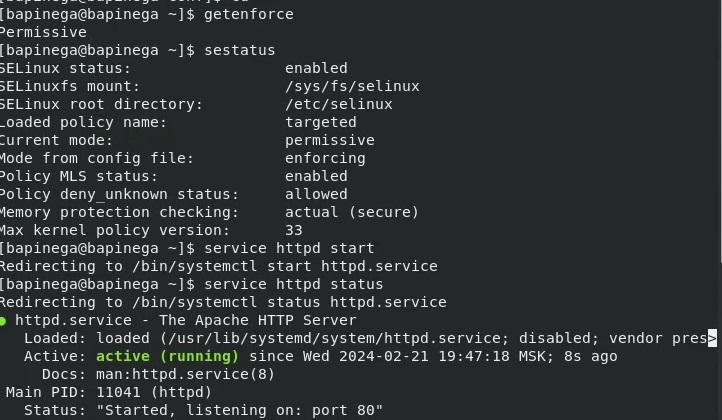 [bapinega@bapinega ~]$ getenforce
Permissive
[bapinega@bapinega ~]$ sestatus
SELinux status:                 enabled
SELinuxfs mount:                /sys/fs/selinux
SELinux root directory:         /etc/selinux
Loaded policy name:             targeted
Current mode:                   permissive
Mode from config file:          enforcing
Policy MLS status:              enabled
Policy deny_unknown status:     allowed
Memory protection checking:     actual (secure)
Max kernel policy version:      33
[bapinega@bapinega ~]$ service httpd start
Redirecting to /bin/systemctl start httpd.service
[bapinega@bapinega ~]$ service httpd status
Redirecting to /bin/systemctl status httpd.service
● httpd.service - The Apache HTTP Server
   Loaded: loaded (/usr/lib/systemd/system/httpd.service; disabled; vendor pres>
   Active: active (running) since Wed 2024-02-21 19:47:18 MSK; 8s ago
     Docs: man:httpd.service(8)
 Main PID: 11041 (httpd)
   Status: "Started, listening on: port 80"